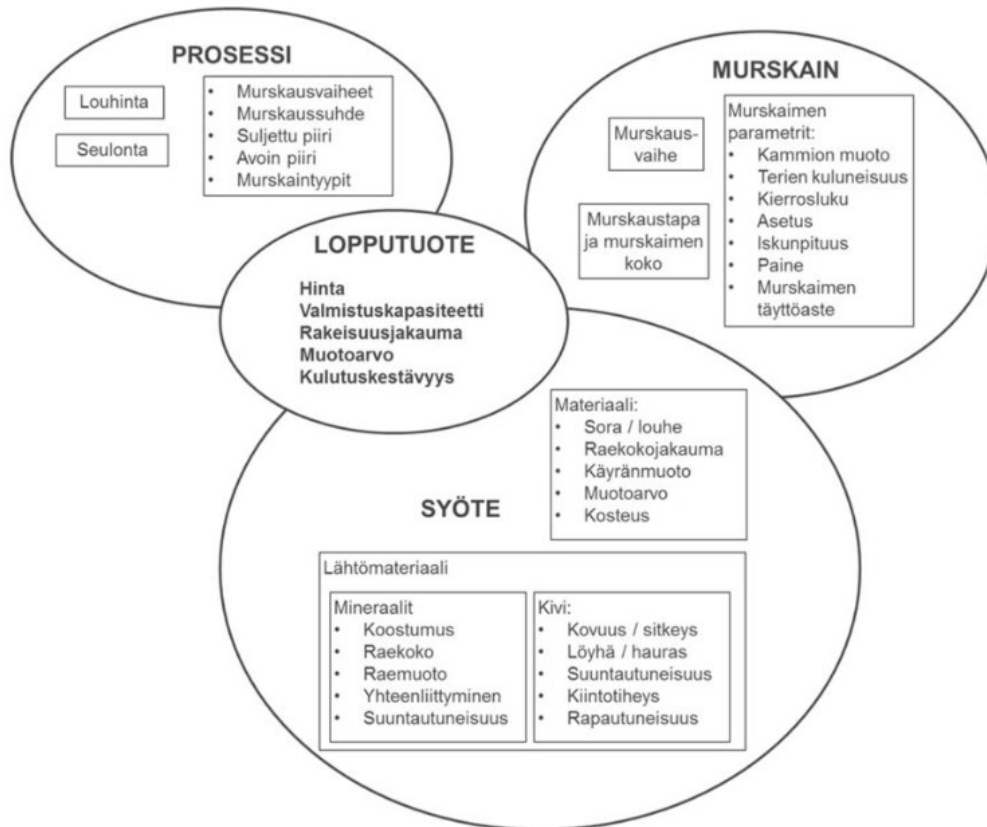 PROSESSI
Louhinta
Seulonta
• Murskausvaiheet
• Murskaussuhde
• Suljettu piiri
• Avoin piiri
• Murskaintyypit
MURSKAIN
Murskaus-
vaihe
Murskaustapa
ja murskaimen
koko
Murskaimen
parametrit:
• Kammion muoto
• Terien kuluneisuus
• Kierrosluku
• Asetus
• Iskunpituus
• Paine
• Murskaimen
täyttöaste
LOPPUTUOTE
Hinta
Valmistuskapasiteetti
Rakeisuusjakauma
Muotoarvo
Kulutuskestävyys
SYÖTE
Materiaali:
• Sora / louhe
• Raekokojakauma
• Käyränmuoto
• Muotoarvo
• Kosteus
Lähtömateriaali
Mineraalit
• Koostumus
• Raekoko
• Raemuoto
• Yhteenliittyminen
• Suuntautuneisuus
Kivi:
• Kovuus / sitkeys
• Löyhä / hauras
• Suuntautuneisuus
• Kiintotiheys
• Rapautuneisuus